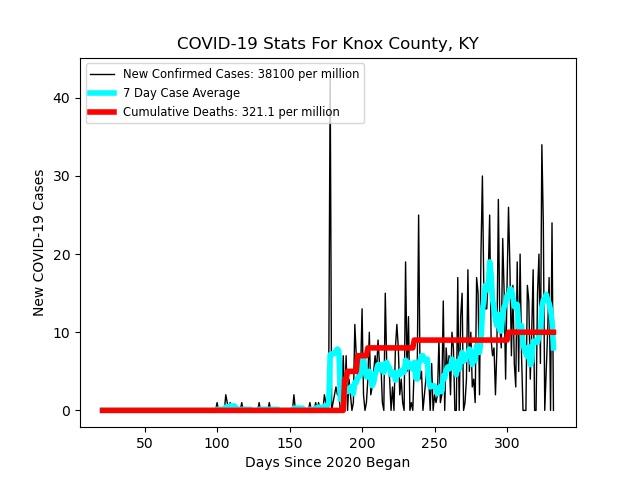 COVID-19 Stats For Knox County, KY
New Confirmed Cases: 38100 per million
7 Day Case Average
Cumulative Deaths: 321.1 per million
New COVID-19 Cases
40
30
20
10
0
50 100 150 200 250 300
Days Since 2020 Began